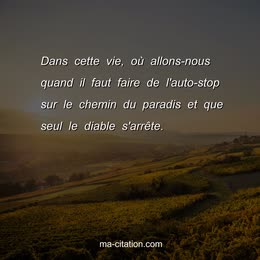 Dans cette vie, où allons-nous
quand il faut faire de l'auto-stop
sur le chemin du paradis et que
seul le diable s'arrête.
ma-citation.com